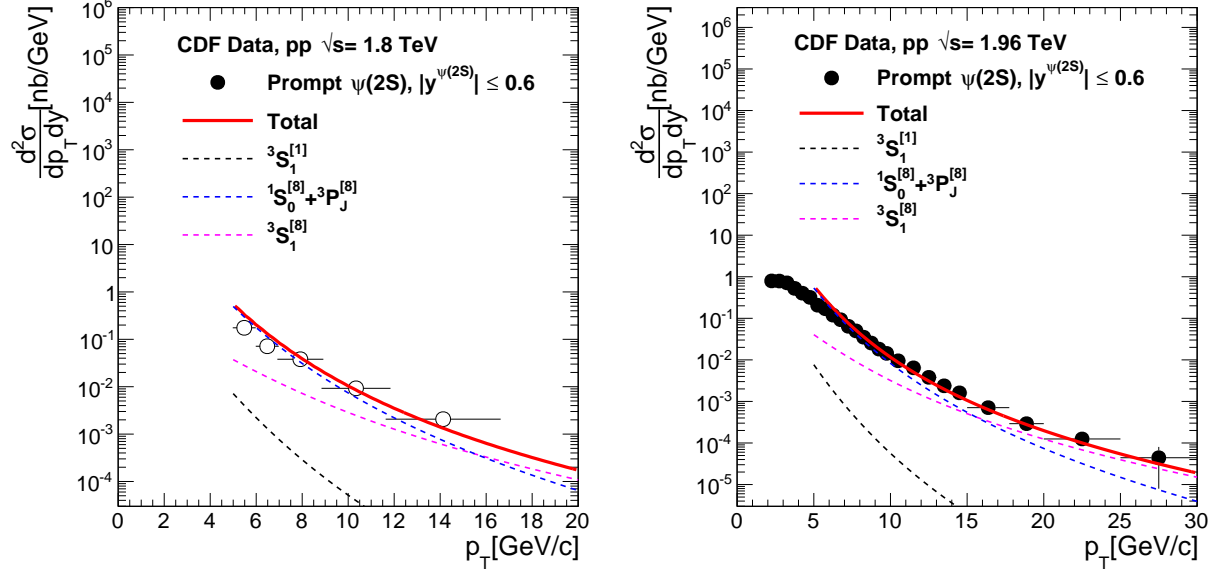 CDF Data, pp √s= 1.8 TeV
Prompt ψ(2S), |y^ψ(2S)| ≤ 0.6
Total
³S₁^[1]
¹S₀^[8]+³P_J^[8]
³S₁^[8]
d²σ/dp_T dy [nb/GeV]
10⁶
10⁵
10⁴
10³
10²
10
1
10⁻¹
10⁻²
10⁻³
10⁻⁴
0 2 4 6 8 10 12 14 16 18 20
p_T[GeV/c]
CDF Data, pp √s= 1.96 TeV
Prompt ψ(2S), |y^ψ(2S)| ≤ 0.6
Total
³S₁^[1]
¹S₀^[8]+³P_J^[8]
³S₁^[8]
d²σ/dp_T dy [nb/GeV]
10⁶
10⁵
10⁴
10³
10²
10
1
10⁻¹
10⁻²
10⁻³
10⁻⁴
10⁻⁵
0 5 10 15 20 25 30
p_T[GeV/c]